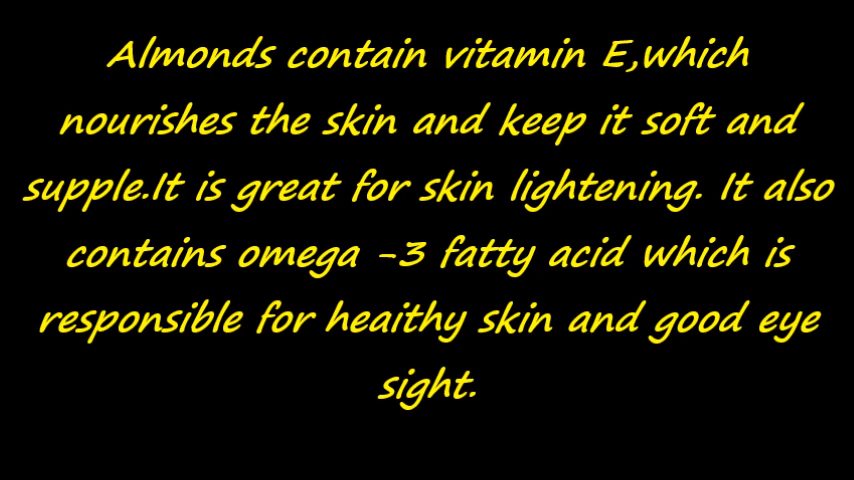 Almonds contain vitamin E,which
nourishes the skin and keep it soft and
supple.It is great for skin lightening. It also
contains omega -3 fatty acid which is
responsible for heaithy skin and good eye
sight.